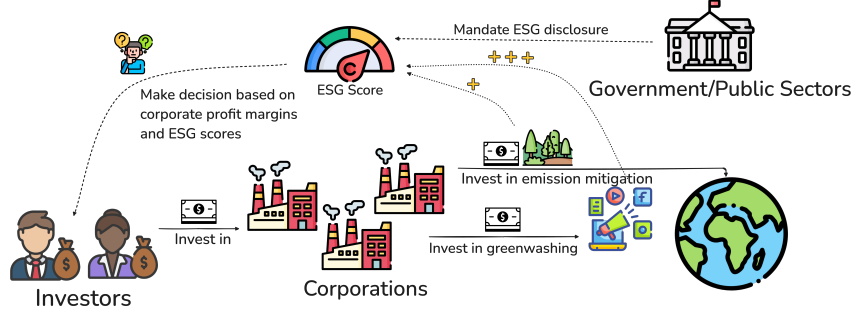 Mandate ESG disclosure
Government/Public Sectors
ESG Score
Make decision based on
corporate profit margins
and ESG scores
Invest in emission mitigation
Invest in
Invest in greenwashing
Corporations
Investors